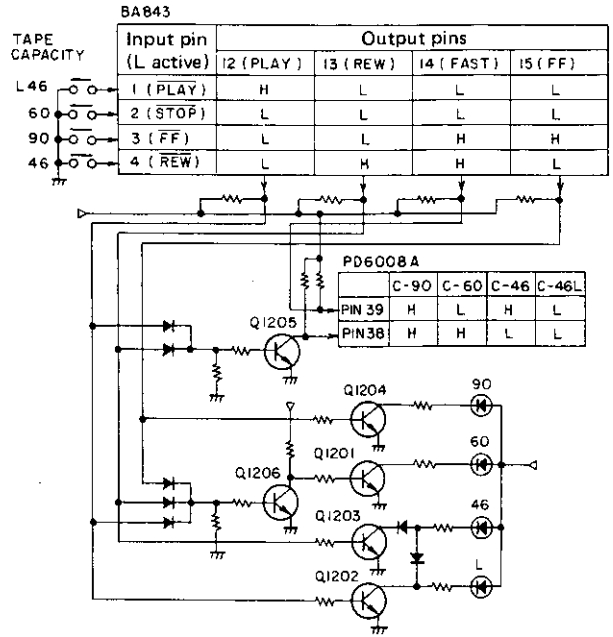 BA843
TAPE CAPACITY
Input pin (L active) Output pins
12 (PLAY) 13 (REW) 14 (FAST) 15 (FF)
L46 1 (PLAY) H L L L
60 2 (STOP) L L L L
90 3 (FF) L L H H
46 4 (REW) L H H L
PD6008A
C-90 C-60 C-46 C-46L
PIN 39 H L H L
PIN 38 H H L L
Q1205
Q1204
90
Q1201
60
Q1206
Q1203
46
Q1202
L